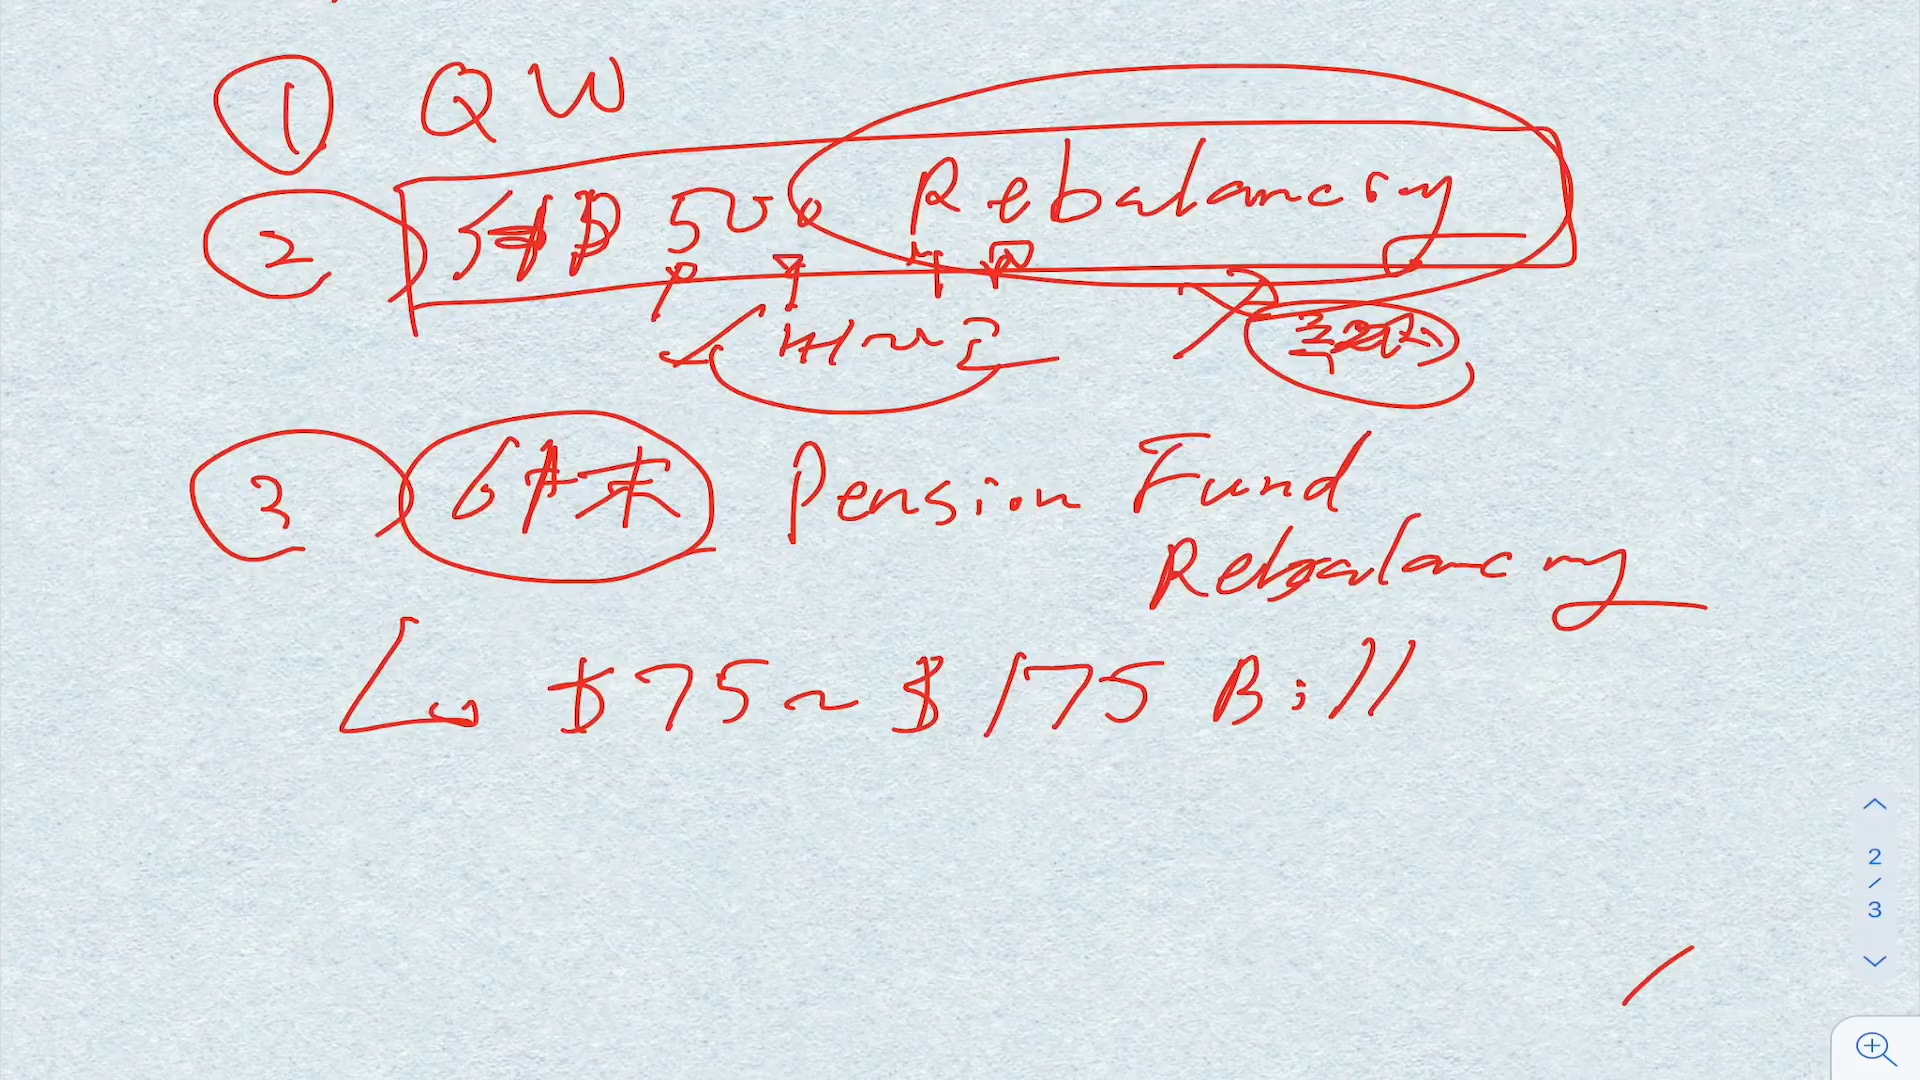 ① QW
② S&P 500 Rebalancing
③ 6月末 Pension Fund
Rebalancing
$75 ~ $175 Bill
2
/
3